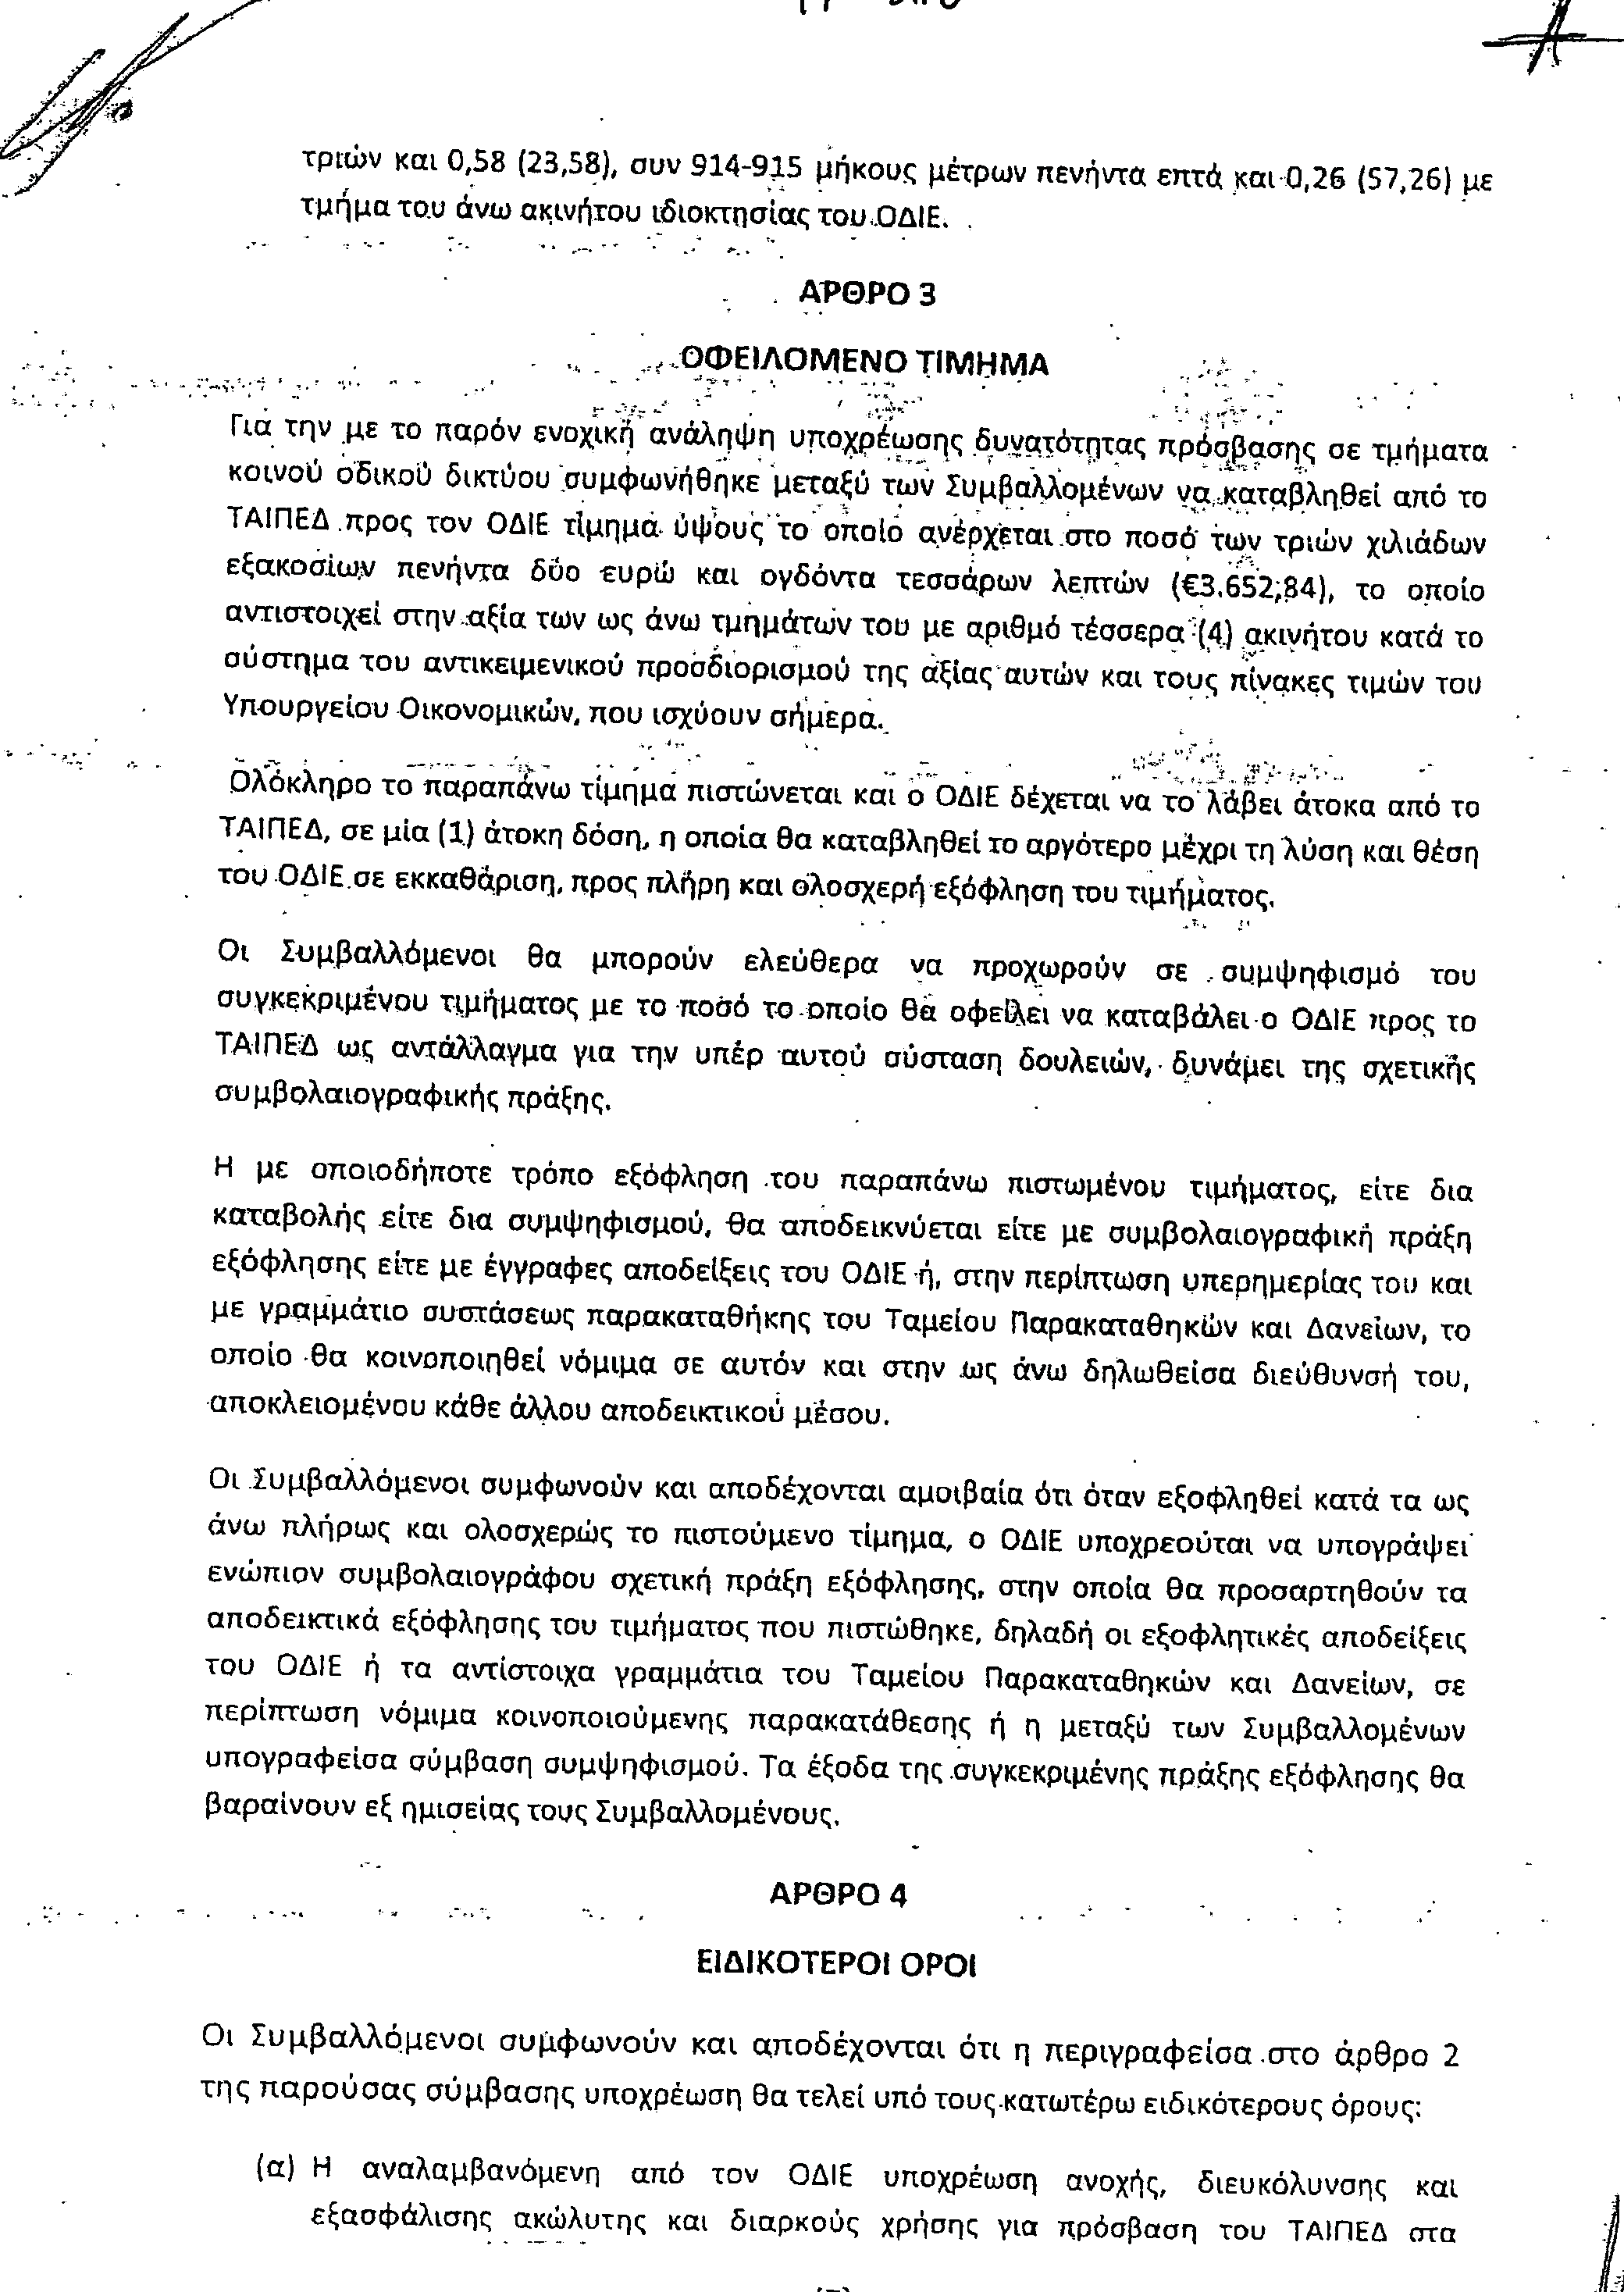 τριών και 0,58 (23,58), συν 914-915 μήκους μέτρων πενήντα επτά και 0,26 (57,26) με
τμήμα του άνω ακινήτου ιδιοκτησίας του ΟΔΙΕ.
ΑΡΘΡΟ 3
ΟΦΕΙΛΟΜΕΝΟ ΤΙΜΗΜΑ
Για την με το παρόν ενοχική ανάληψη υποχρέωσης δυνατότητας πρόσβασης σε τμήματα
κοινού οδικού δικτύου συμφωνήθηκε μεταξύ των Συμβαλλομένων να καταβληθεί από το
ΤΑΙΠΕΔ προς τον ΟΔΙΕ τίμημα ύψους το οποίο ανέρχεται στο ποσό των τριών χιλιάδων
εξακοσίων πενήντα δύο ευρώ και ογδόντα τεσσάρων λεπτών (€3.652,84), το οποίο
αντιστοιχεί στην αξία των ως άνω τμημάτων του με αριθμό τέσσερα (4) ακινήτου κατά το
σύστημα του αντικειμενικού προσδιορισμού της αξίας αυτών και τους πίνακες τιμών του
Υπουργείου Οικονομικών, που ισχύουν σήμερα.
Ολόκληρο το παραπάνω τίμημα πιστώνεται και ο ΟΔΙΕ δέχεται να το λάβει άτοκα από το
ΤΑΙΠΕΔ, σε μία (1) άτοκη δόση, η οποία θα καταβληθεί το αργότερο μέχρι τη λύση και θέση
του ΟΔΙΕ σε εκκαθάριση, προς πλήρη και ολοσχερή εξόφληση του τιμήματος.
Οι Συμβαλλόμενοι θα μπορούν ελεύθερα να προχωρούν σε συμψηφισμό του
συγκεκριμένου τιμήματος με το ποσό το οποίο θα οφείλει να καταβάλει ο ΟΔΙΕ προς το
ΤΑΙΠΕΔ ως αντάλλαγμα για την υπέρ αυτού σύσταση δουλειών, δυνάμει της σχετικής
συμβολαιογραφικής πράξης.
Η με οποιοδήποτε τρόπο εξόφληση του παραπάνω πιστωμένου τιμήματος, είτε δια
καταβολής είτε δια συμψηφισμού, θα αποδεικνύεται είτε με συμβολαιογραφική πράξη
εξόφλησης είτε με έγγραφες αποδείξεις του ΟΔΙΕ ή, στην περίπτωση υπερημερίας του και
με γραμμάτιο συστάσεως παρακαταθήκης του Ταμείου Παρακαταθηκών και Δανείων, το
οποίο θα κοινοποιηθεί νόμιμα σε αυτόν και στην ως άνω δηλωθείσα διεύθυνσή του,
αποκλειομένου κάθε άλλου αποδεικτικού μέσου.
Οι Συμβαλλόμενοι συμφωνούν και αποδέχονται αμοιβαία ότι όταν εξοφληθεί κατά τα ως
άνω πλήρως και ολοσχερώς το πιστούμενο τίμημα, ο ΟΔΙΕ υποχρεούται να υπογράψει
ενώπιον συμβολαιογράφου σχετική πράξη εξόφλησης, στην οποία θα προσαρτηθούν τα
αποδεικτικά εξόφλησης του τιμήματος που πιστώθηκε, δηλαδή οι εξοφλητικές αποδείξεις
του ΟΔΙΕ ή τα αντίστοιχα γραμμάτια του Ταμείου Παρακαταθηκών και Δανείων, σε
περίπτωση νόμιμα κοινοποιούμενης παρακατάθεσης ή η μεταξύ των Συμβαλλομένων
υπογραφείσα σύμβαση συμψηφισμού. Τα έξοδα της συγκεκριμένης πράξης εξόφλησης θα
βαραίνουν εξ ημισείας τους Συμβαλλομένους.
ΑΡΘΡΟ 4
ΕΙΔΙΚΟΤΕΡΟΙ ΟΡΟΙ
Οι Συμβαλλόμενοι συμφωνούν και αποδέχονται ότι η περιγραφείσα στο άρθρο 2
της παρούσας σύμβασης υποχρέωση θα τελεί υπό τους κατωτέρω ειδικότερους όρους:
(α) Η αναλαμβανόμενη από τον ΟΔΙΕ υποχρέωση ανοχής, διευκόλυνσης και
εξασφάλισης ακώλυτης και διαρκούς χρήσης για πρόσβαση του ΤΑΙΠΕΔ στα